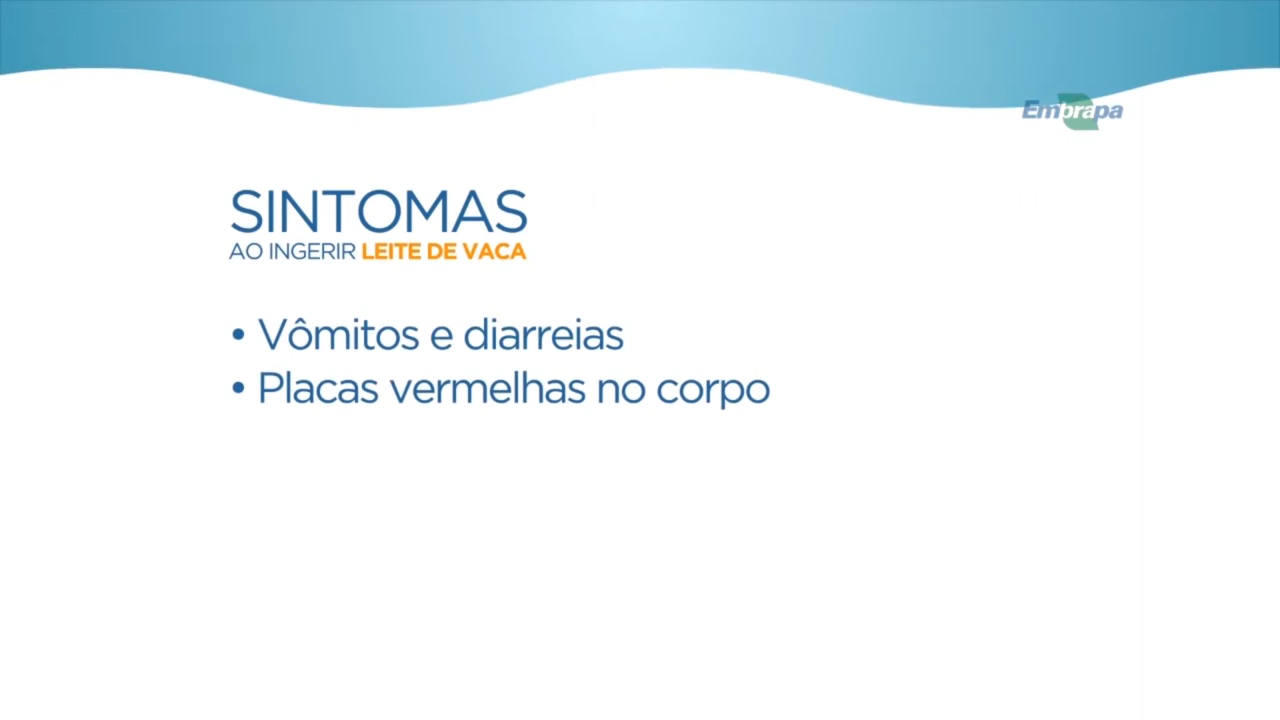 Embrapa
SINTOMAS
AO INGERIR LEITE DE VACA
• Vômitos e diarreias
• Placas vermelhas no corpo